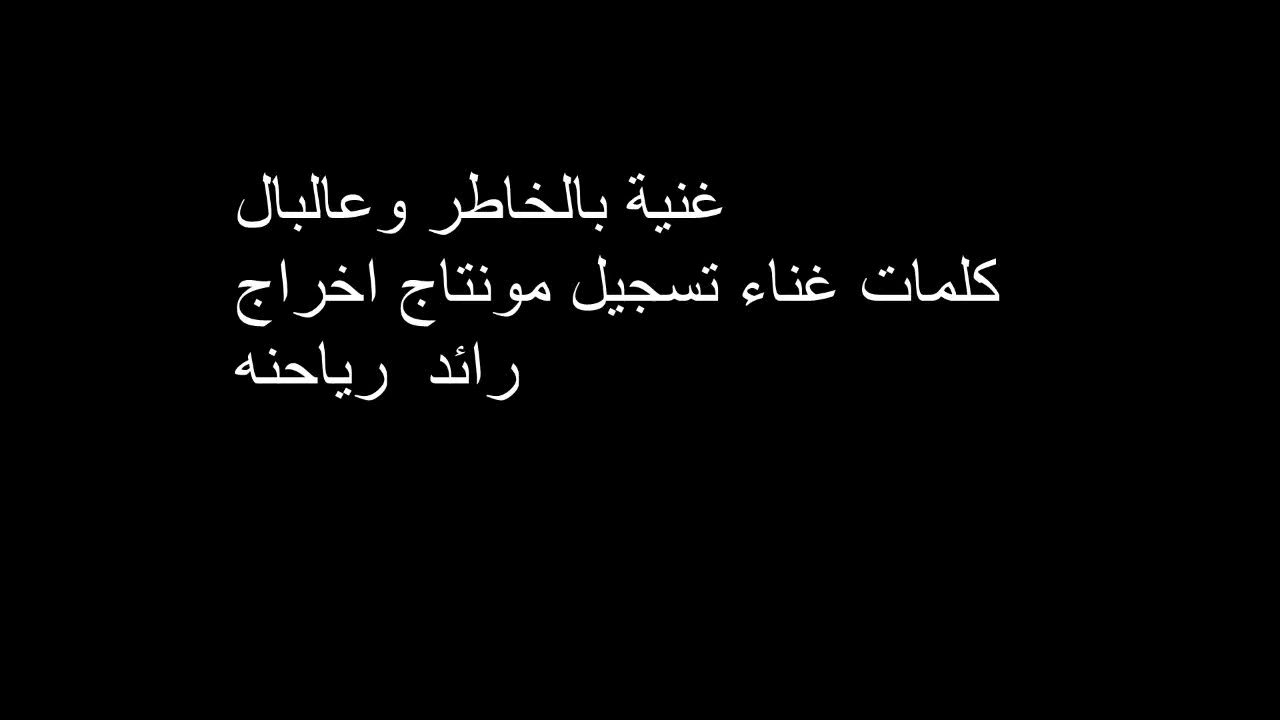 غنية بالخاطر وعالبال
كلمات غناء تسجيل مونتاج اخراج
رائد رياحنه